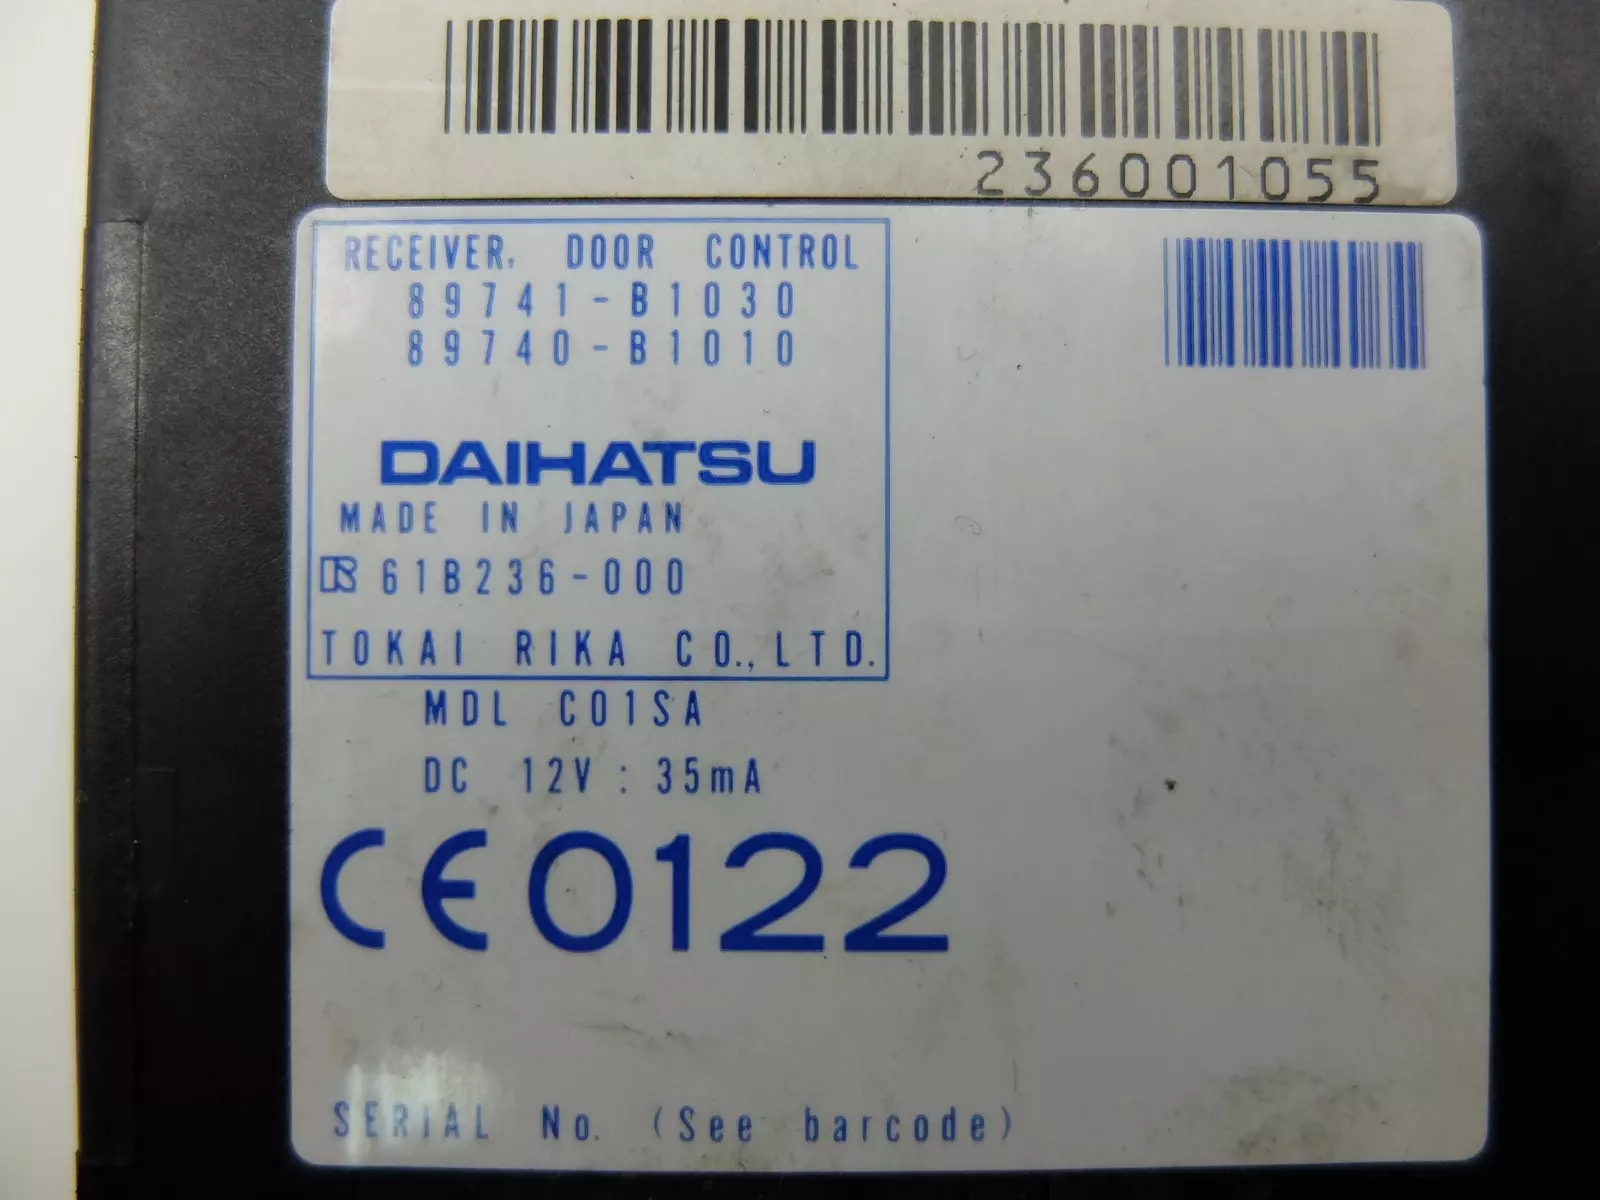 236001055
RECEIVER, DOOR CONTROL
89741-B1030
89740-B1010
DAIHATSU
MADE IN JAPAN
61B236-000
TOKAI RIKA CO., LTD.
MDL C01SA
DC 12V : 35mA
CE0122
SERIAL No. (See barcode)